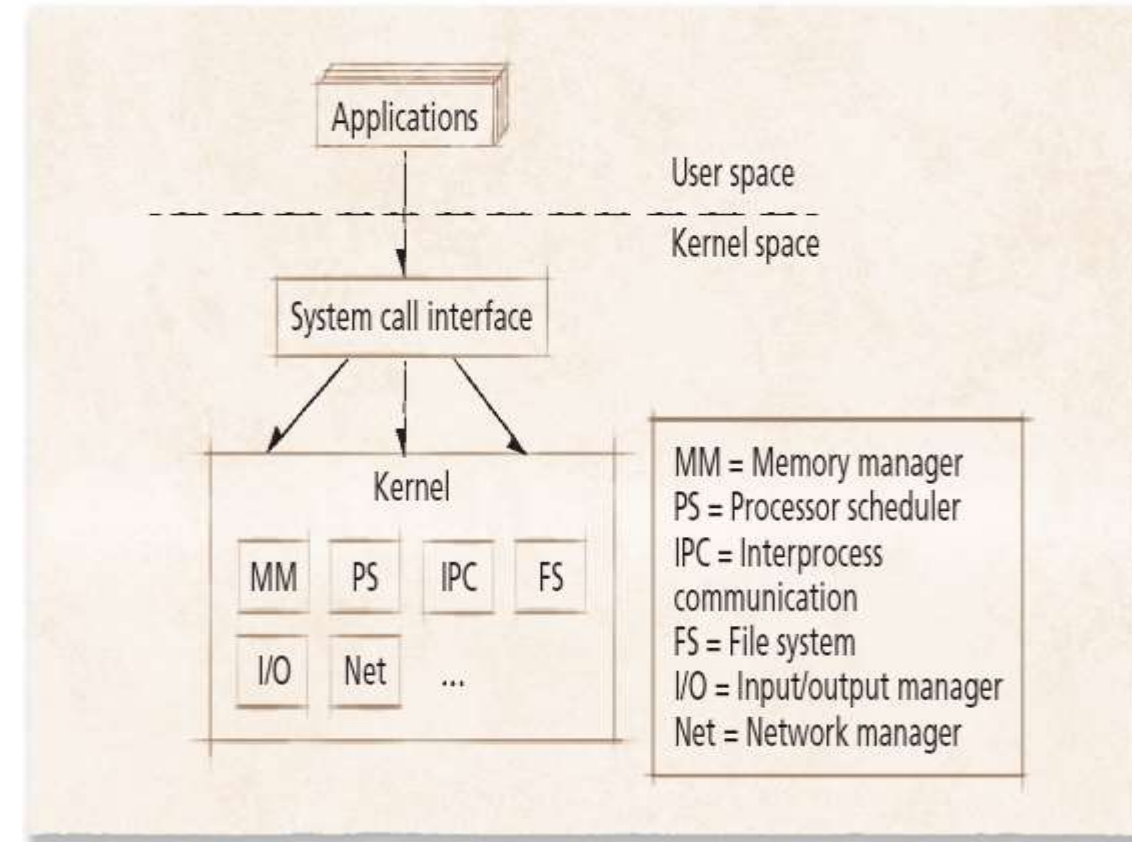 Applications
User space
Kernel space
System call interface
Kernel
MM PS IPC FS
I/O Net ...
MM = Memory manager
PS = Processor scheduler
IPC = Interprocess
communication
FS = File system
I/O = Input/output manager
Net = Network manager